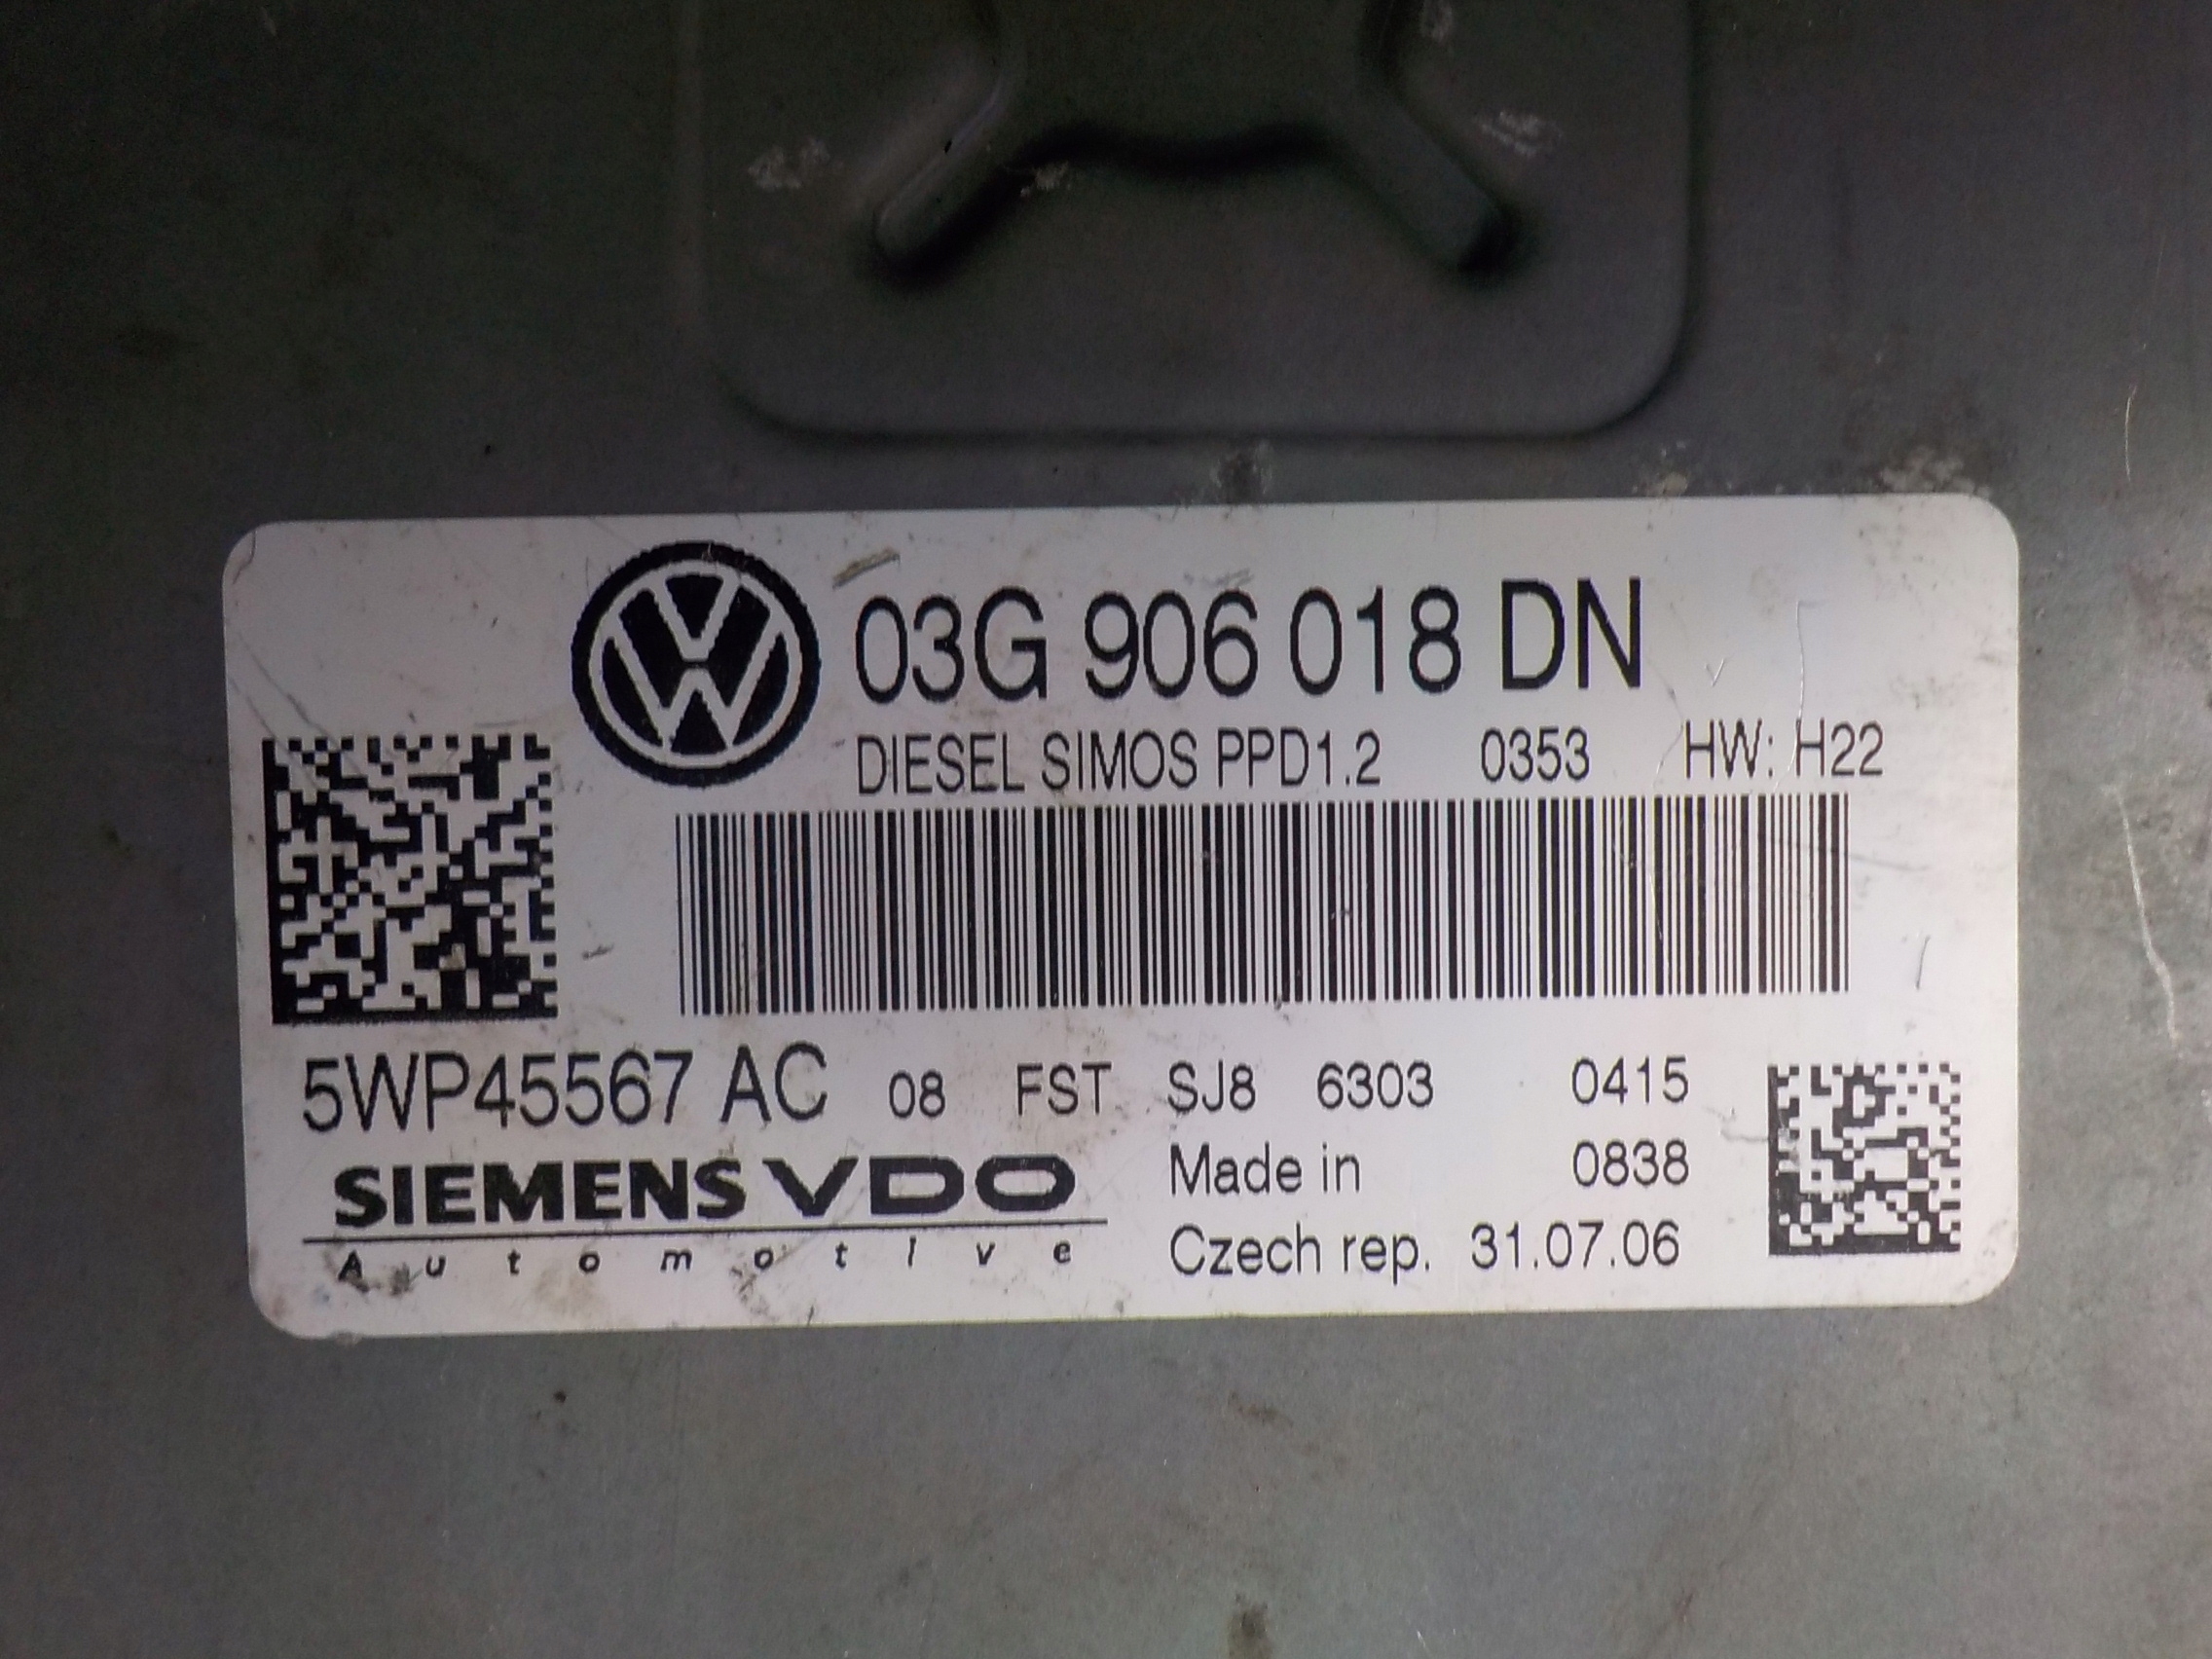 03G 906 018 DN
DIESEL SIMOS PPD1.2 0353 HW: H22
5WP45567 AC 08 FST SJ8 6303 0415
SIEMENS VDO
Automotive
Made in 0838
Czech rep. 31.07.06